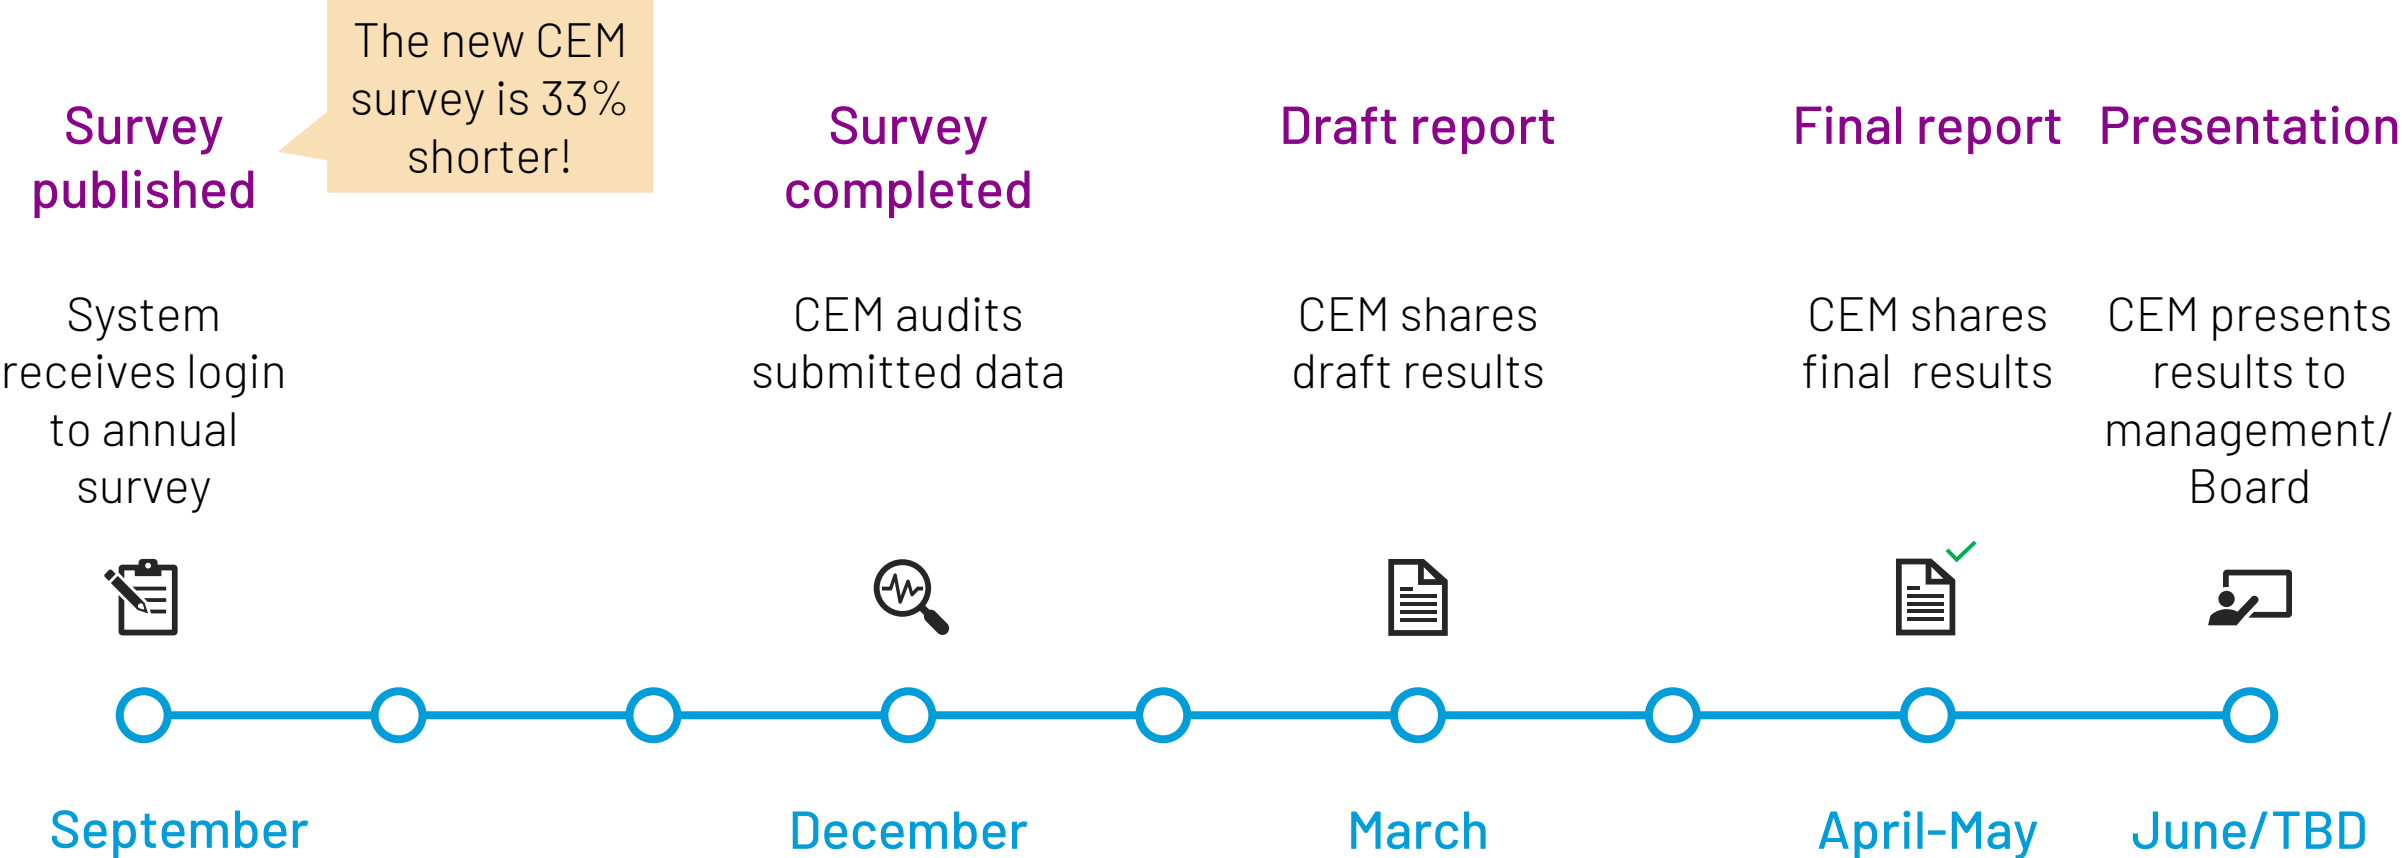 The new CEM
survey is 33%
shorter!
Survey
published
Survey
completed
Draft report
Final report
Presentation
System
receives login
to annual
survey
CEM audits
submitted data
CEM shares
draft results
CEM shares
final  results
CEM presents
results to
management/
Board
September
December
March
April-May
June/TBD